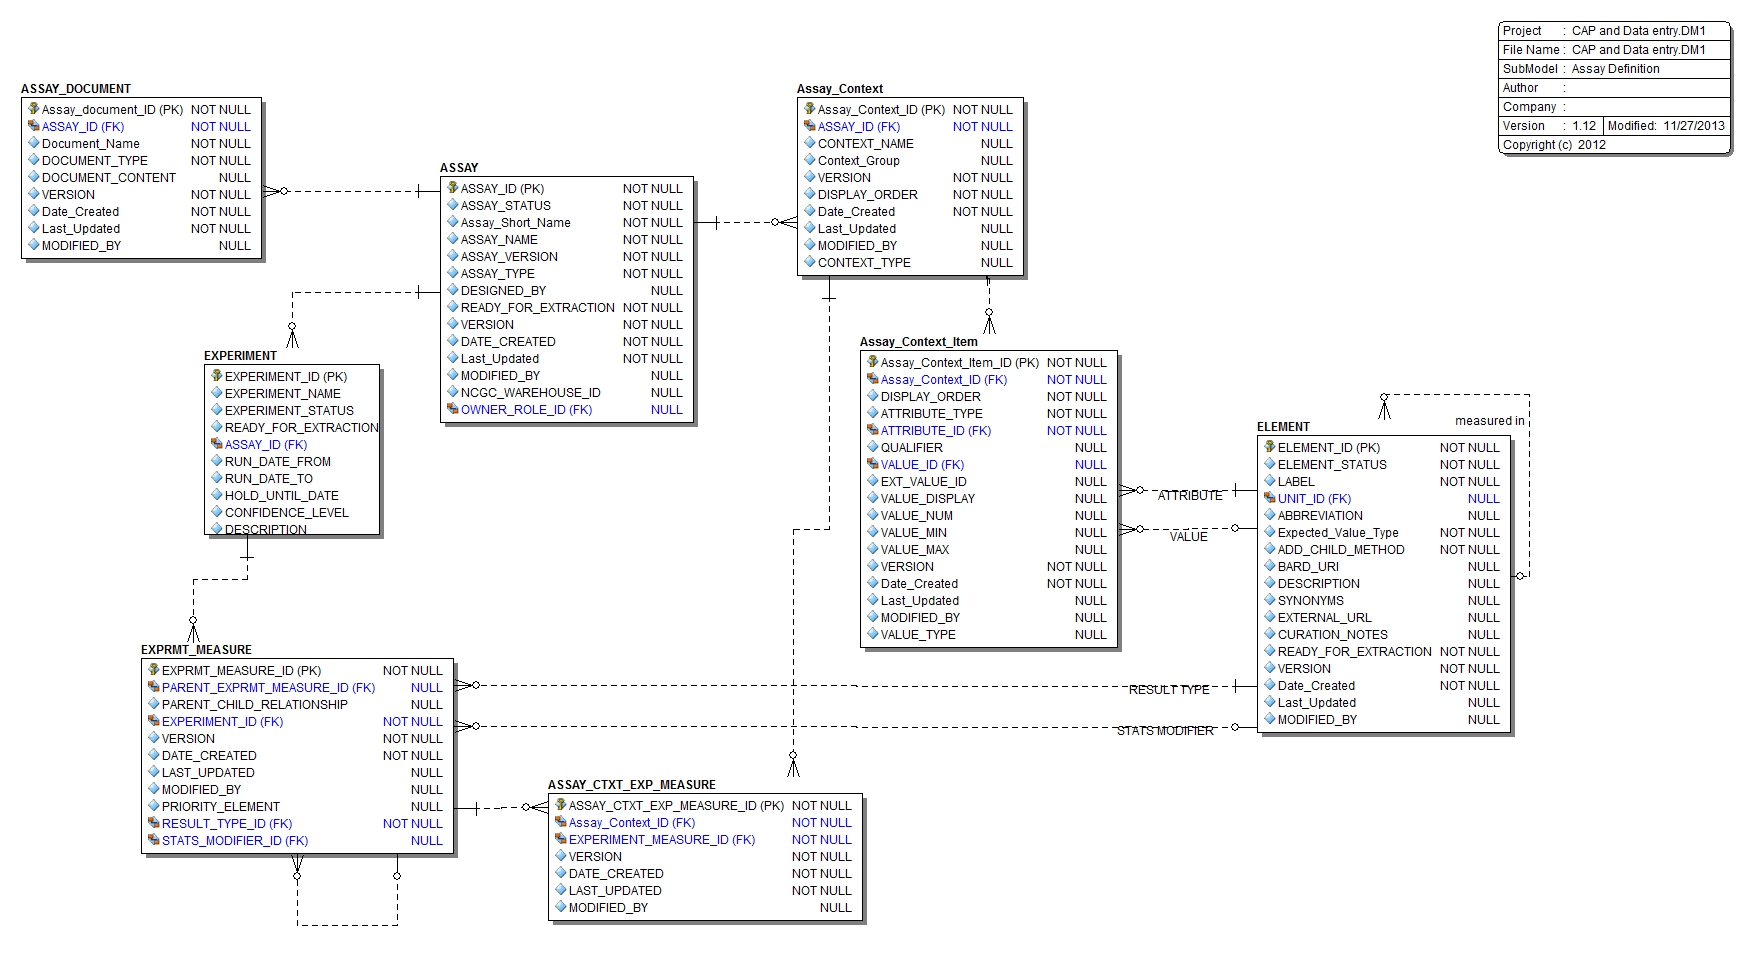 Project : CAP and Data entry.DM1
File Name : CAP and Data entry.DM1
SubModel : Assay Definition
Author :
Company :
Version : 1.12 Modified: 11/27/2013
Copyright (c) 2012
ASSAY_DOCUMENT
Assay_document_ID (PK) NOT NULL
ASSAY_ID (FK) NOT NULL
Document_Name NOT NULL
DOCUMENT_TYPE NOT NULL
DOCUMENT_CONTENT NULL
VERSION NOT NULL
Date_Created NOT NULL
Last_Updated NOT NULL
MODIFIED_BY NULL
ASSAY
ASSAY_ID (PK) NOT NULL
ASSAY_STATUS NOT NULL
Assay_Short_Name NOT NULL
ASSAY_NAME NOT NULL
ASSAY_VERSION NOT NULL
ASSAY_TYPE NOT NULL
DESIGNED_BY NULL
READY_FOR_EXTRACTION NOT NULL
VERSION NOT NULL
DATE_CREATED NOT NULL
Last_Updated NOT NULL
MODIFIED_BY NULL
NCGC_WAREHOUSE_ID NULL
OWNER_ROLE_ID (FK) NULL
Assay_Context
Assay_Context_ID (PK) NOT NULL
ASSAY_ID (FK) NOT NULL
CONTEXT_NAME NULL
Context_Group NULL
VERSION NOT NULL
DISPLAY_ORDER NOT NULL
Date_Created NOT NULL
Last_Updated NULL
MODIFIED_BY NULL
CONTEXT_TYPE NULL
EXPERIMENT
EXPERIMENT_ID (PK)
EXPERIMENT_NAME
EXPERIMENT_STATUS
READY_FOR_EXTRACTION
ASSAY_ID (FK)
RUN_DATE_FROM
RUN_DATE_TO
HOLD_UNTIL_DATE
CONFIDENCE_LEVEL
DESCRIPTION
Assay_Context_Item
Assay_Context_Item_ID (PK) NOT NULL
Assay_Context_ID (FK) NOT NULL
DISPLAY_ORDER NOT NULL
ATTRIBUTE_TYPE NOT NULL
ATTRIBUTE_ID (FK) NOT NULL
QUALIFIER NULL
VALUE_ID (FK) NULL
EXT_VALUE_ID NULL
VALUE_DISPLAY NULL
VALUE_NUM NULL
VALUE_MIN NULL
VALUE_MAX NULL
VERSION NOT NULL
Date_Created NOT NULL
Last_Updated NULL
MODIFIED_BY NULL
VALUE_TYPE NULL
measured in
ATTRIBUTE
VALUE
ELEMENT
ELEMENT_ID (PK) NOT NULL
ELEMENT_STATUS NOT NULL
LABEL NOT NULL
UNIT_ID (FK) NULL
ABBREVIATION NULL
Expected_Value_Type NOT NULL
ADD_CHILD_METHOD NOT NULL
BARD_URI NULL
DESCRIPTION NULL
SYNONYMS NULL
EXTERNAL_URL NULL
CURATION_NOTES NULL
READY_FOR_EXTRACTION NOT NULL
VERSION NOT NULL
Date_Created NOT NULL
Last_Updated NULL
MODIFIED_BY NULL
EXPRMT_MEASURE
EXPRMT_MEASURE_ID (PK) NOT NULL
PARENT_EXPRMT_MEASURE_ID (FK) NULL
PARENT_CHILD_RELATIONSHIP NULL
EXPERIMENT_ID (FK) NOT NULL
VERSION NOT NULL
DATE_CREATED NOT NULL
LAST_UPDATED NULL
MODIFIED_BY NULL
PRIORITY_ELEMENT NULL
RESULT_TYPE_ID (FK) NOT NULL
STATS_MODIFIER_ID (FK) NULL
RESULT TYPE
STATS MODIFIER
ASSAY_CTXT_EXP_MEASURE
ASSAY_CTXT_EXP_MEASURE_ID (PK) NOT NULL
Assay_Context_ID (FK) NOT NULL
EXPERIMENT_MEASURE_ID (FK) NOT NULL
VERSION NOT NULL
DATE_CREATED NOT NULL
LAST_UPDATED NOT NULL
MODIFIED_BY NULL